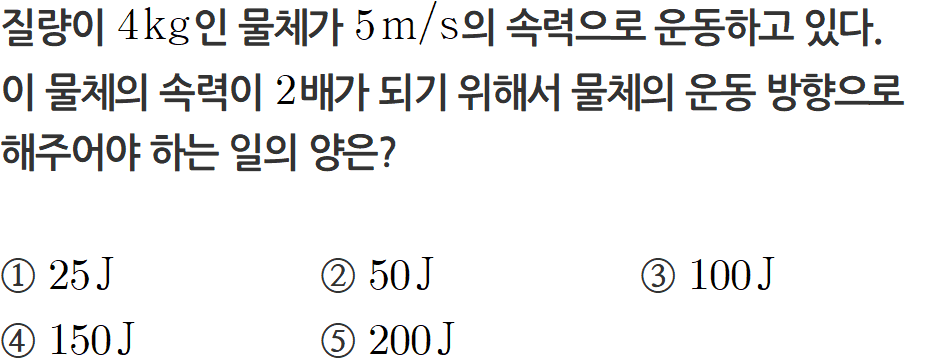 질량이 4kg인 물체가 5m/s의 속력으로 운동하고 있다.
이 물체의 속력이 2배가 되기 위해서 물체의 운동 방향으로
해주어야 하는 일의 양은?
① 25J ② 50J ③ 100J
④ 150J ⑤ 200J